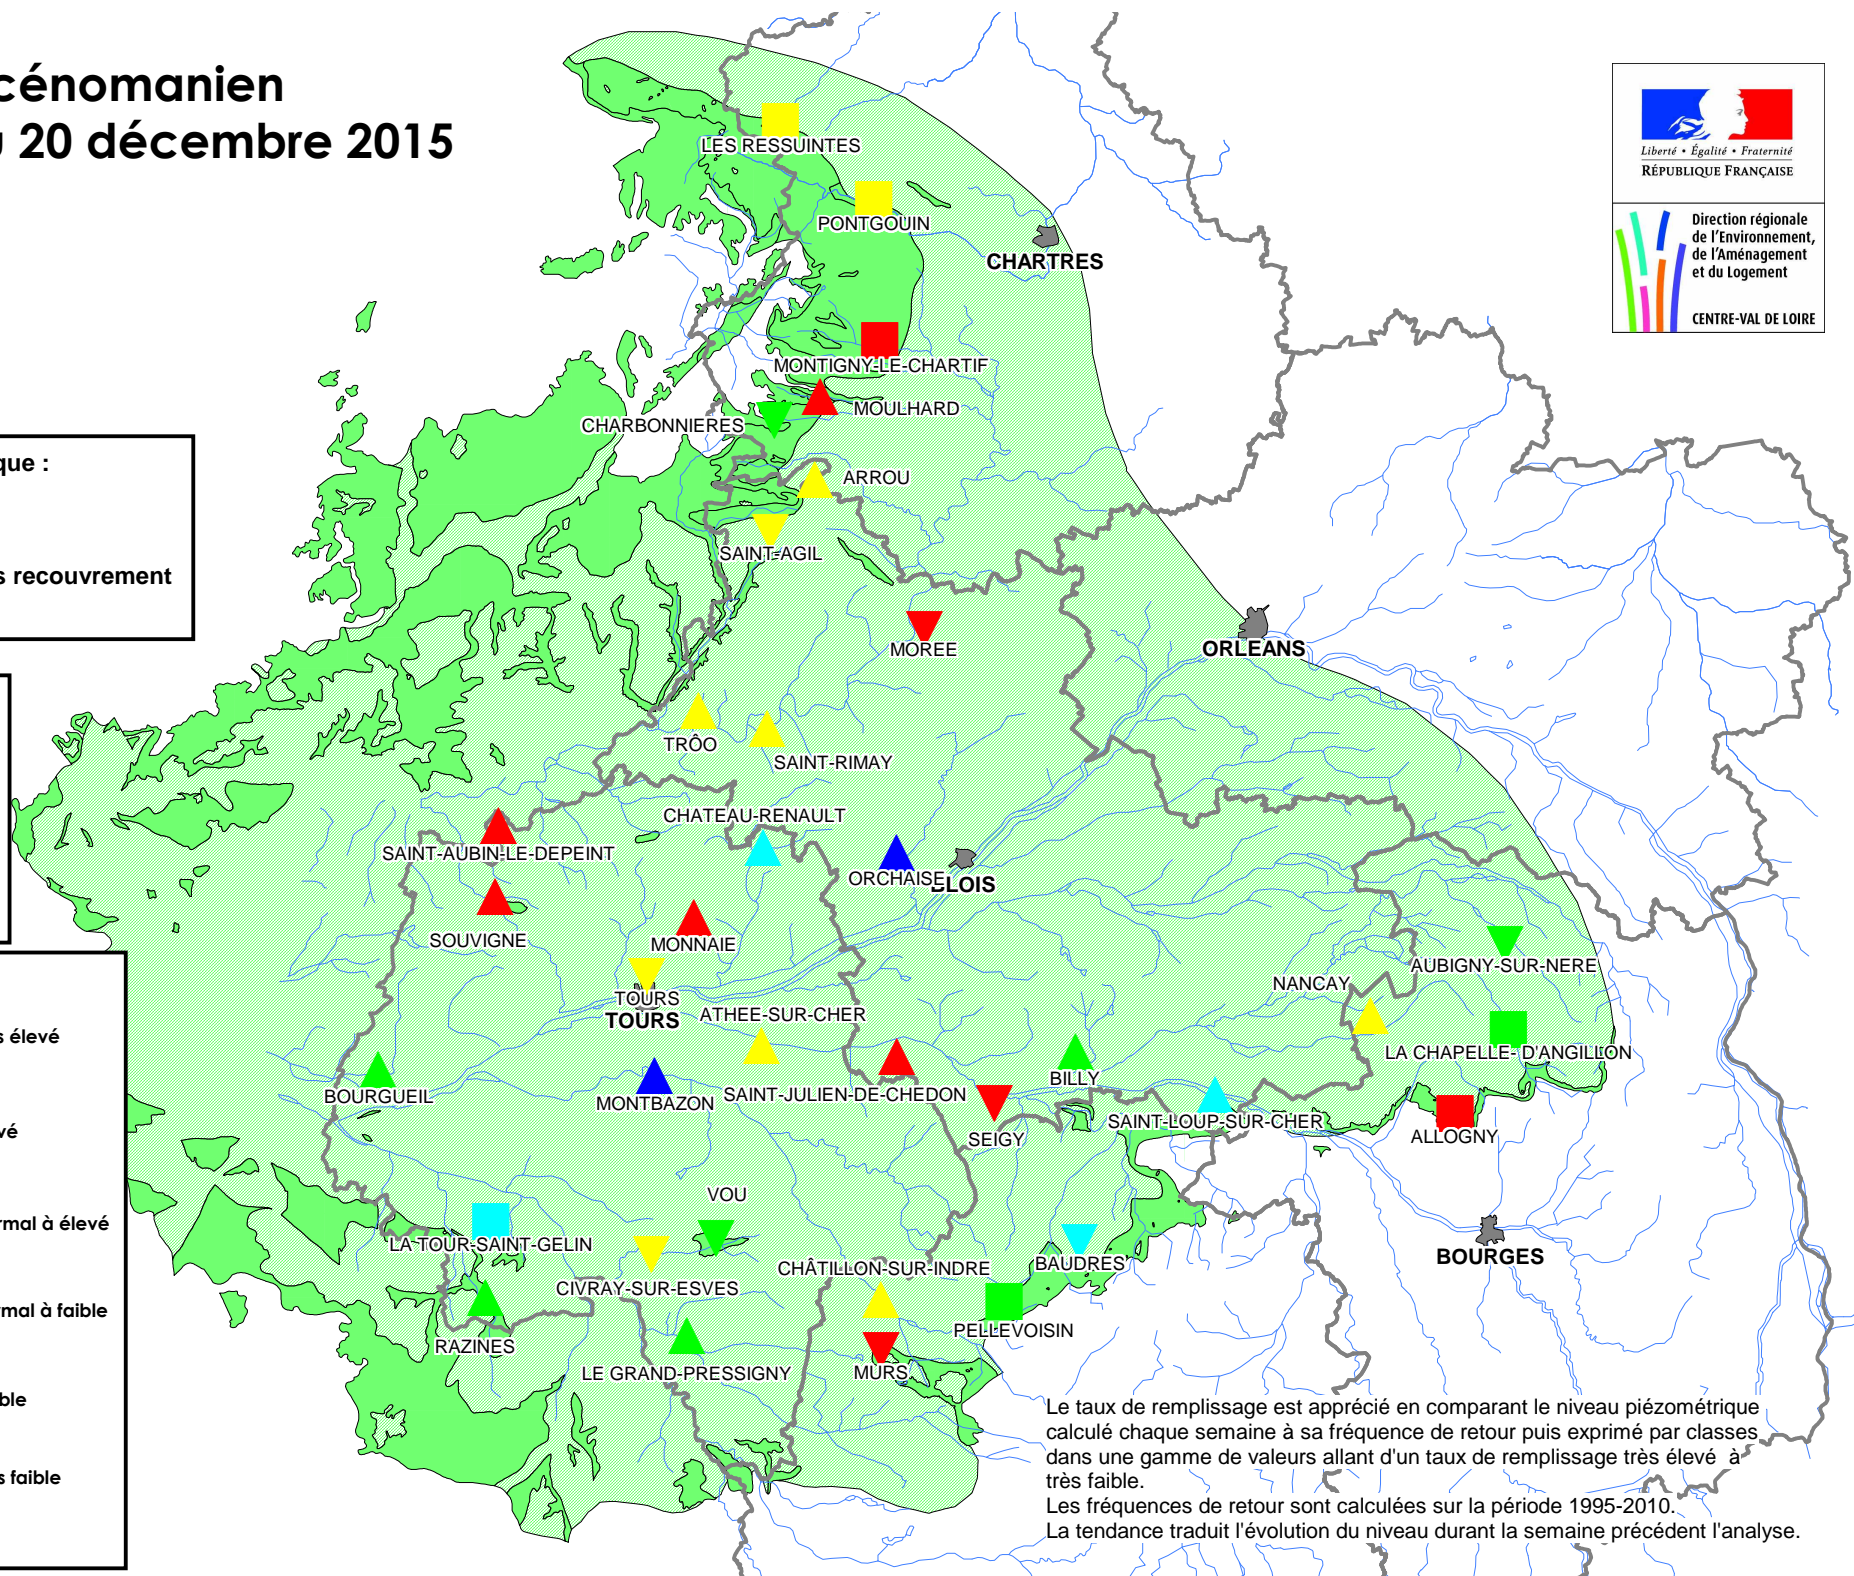 cénomanien
20 décembre 2015
Liberté • Égalité • Fraternité
RÉPUBLIQUE FRANÇAISE
Direction régionale
de l'Environnement,
de l'Aménagement
et du Logement
CENTRE-VAL DE LOIRE
LES RESSUINTES
PONTGOUIN
CHARTRES
MONTIGNY-LE-CHARTIF
MOULHARD
CHARBONNIERES
ARROU
SAINT-AGIL
MOREE
ORLEANS
TRÔO
SAINT-RIMAY
CHATEAU-RENAULT
SAINT-AUBIN-LE-DEPEINT
ORCHAISE
BLOIS
SOUVIGNE
MONNAIE
AUBIGNY-SUR-NERE
NANCAY
TOURS
TOURS
ATHEE-SUR-CHER
LA CHAPELLE- D'ANGILLON
BOURGUEIL
MONTBAZON
SAINT-JULIEN-DE-CHEDON
BILLY
SEIGY
SAINT-LOUP-SUR-CHER
ALLOGNY
VOU
LA TOUR-SAINT-GELIN
CIVRAY-SUR-ESVES
CHÂTILLON-SUR-INDRE
BAUDRES
BOURGES
RAZINES
PELLEVOISIN
LE GRAND-PRESSIGNY
MURS
que :
s recouvrement
s élevé
vé
rmal à élevé
rmal à faible
ble
s faible
Le taux de remplissage est apprécié en comparant le niveau piézométrique
calculé chaque semaine à sa fréquence de retour puis exprimé par classes
dans une gamme de valeurs allant d'un taux de remplissage très élevé à
très faible.
Les fréquences de retour sont calculées sur la période 1995-2010.
La tendance traduit l'évolution du niveau durant la semaine précédent l'analyse.